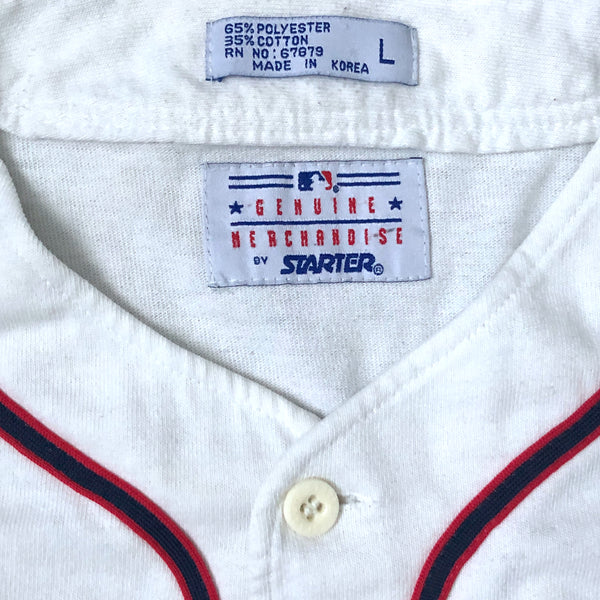 65% POLYESTER
35% COTTON
RN NO: 67879
MADE IN KOREA
L
GENUINE
MERCHANDISE
BY STARTER®